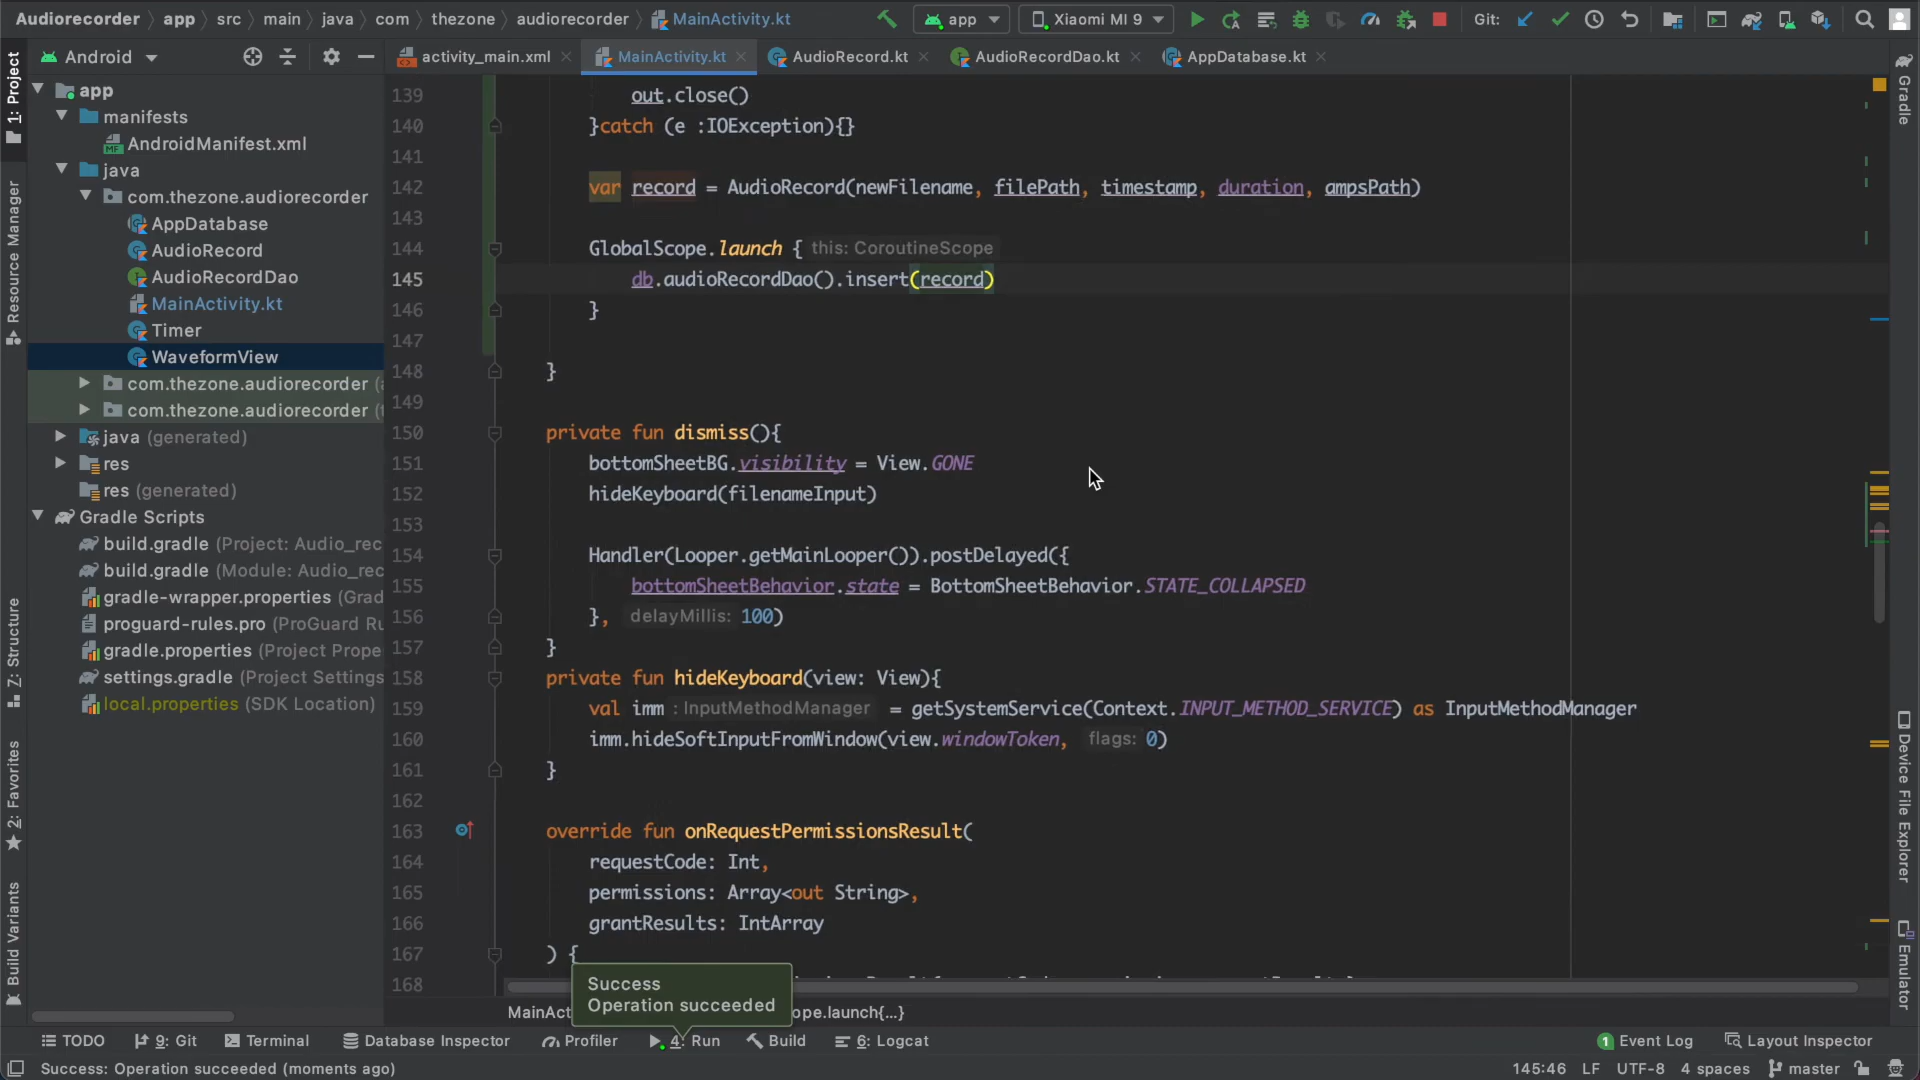 Audiorecorder app src main java com thezone audiorecorder MainActivity.kt app Xiaomi MI 9 Git:
Android
activity_main.xml MainActivity.kt AudioRecord.kt AudioRecordDao.kt AppDatabase.kt
1: Project
Resource Manager
Z: Structure
2: Favorites
Build Variants
app
manifests
AndroidManifest.xml
java
com.thezone.audiorecorder
AppDatabase
AudioRecord
AudioRecordDao
MainActivity.kt
Timer
WaveformView
com.thezone.audiorecorder
com.thezone.audiorecorder
java (generated)
res
res (generated)
Gradle Scripts
build.gradle (Project: Audio_rec
build.gradle (Module: Audio_rec
gradle-wrapper.properties (Grad
proguard-rules.pro (ProGuard Ru
gradle.properties (Project Prope
settings.gradle (Project Settings
local.properties (SDK Location)
139 out.close()
140 }catch (e :IOException){}
141
142 var record = AudioRecord(newFilename, filePath, timestamp, duration, ampsPath)
143
144 GlobalScope.launch { this: CoroutineScope
145 db.audioRecordDao().insert(record)
146 }
147
148 }
149
150 private fun dismiss(){
151 bottomSheetBG.visibility = View.GONE
152 hideKeyboard(filenameInput)
153
154 Handler(Looper.getMainLooper()).postDelayed({
155 bottomSheetBehavior.state = BottomSheetBehavior.STATE_COLLAPSED
156 }, delayMillis: 100)
157 }
158 private fun hideKeyboard(view: View){
159 val imm : InputMethodManager = getSystemService(Context.INPUT_METHOD_SERVICE) as InputMethodManager
160 imm.hideSoftInputFromWindow(view.windowToken, flags: 0)
161 }
162
163 override fun onRequestPermissionsResult(
164 requestCode: Int,
165 permissions: Array<out String>,
166 grantResults: IntArray
167 ) {
168
Success
Operation succeeded
MainAct ope.launch{...}
Gradle
Device File Explorer
Emulator
TODO 9: Git Terminal Database Inspector Profiler 4: Run Build 6: Logcat 1 Event Log Layout Inspector
Success: Operation succeeded (moments ago) 145:46 LF UTF-8 4 spaces master